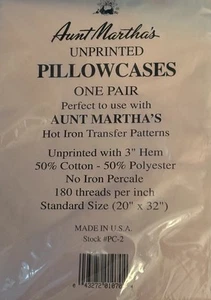 Aunt Martha's
UNPRINTED
PILLOWCASES
ONE PAIR
Perfect to use with
AUNT MARTHA'S
Hot Iron Transfer Patterns
Unprinted with 3" Hem
50% Cotton - 50% Polyester
No Iron Percale
180 threads per inch
Standard Size (20" x 32")
MADE IN U.S.A.
Stock #PC-2